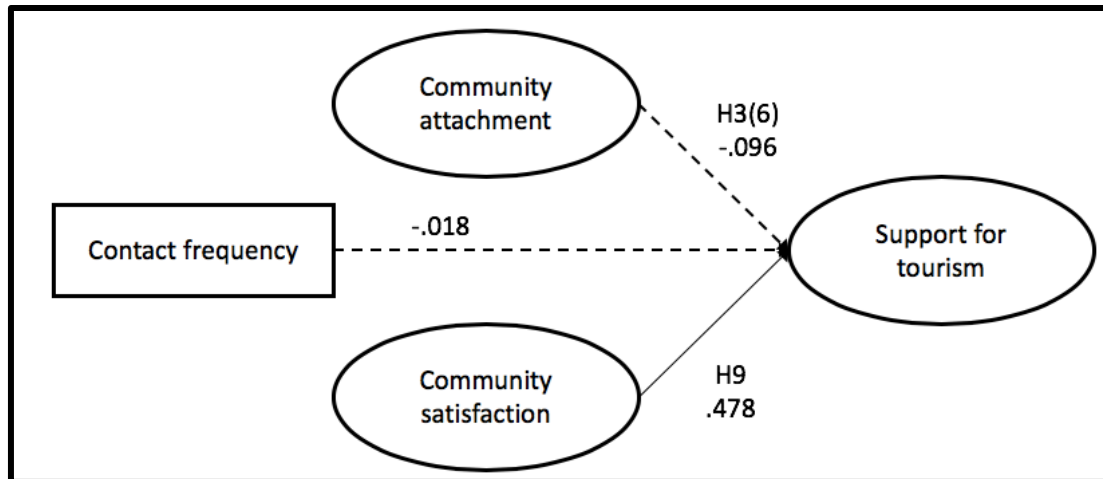 Community
attachment
H3(6)
-.096
-.018
Contact frequency
Support for
tourism
Community
satisfaction
H9
.478